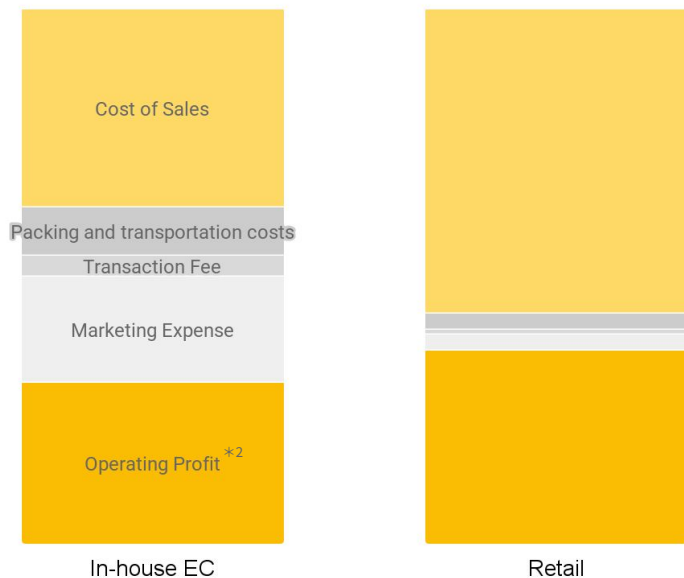 Cost of Sales
Packing and transportation costs
Transaction Fee
Marketing Expense
Operating Profit *2
In-house EC
Retail